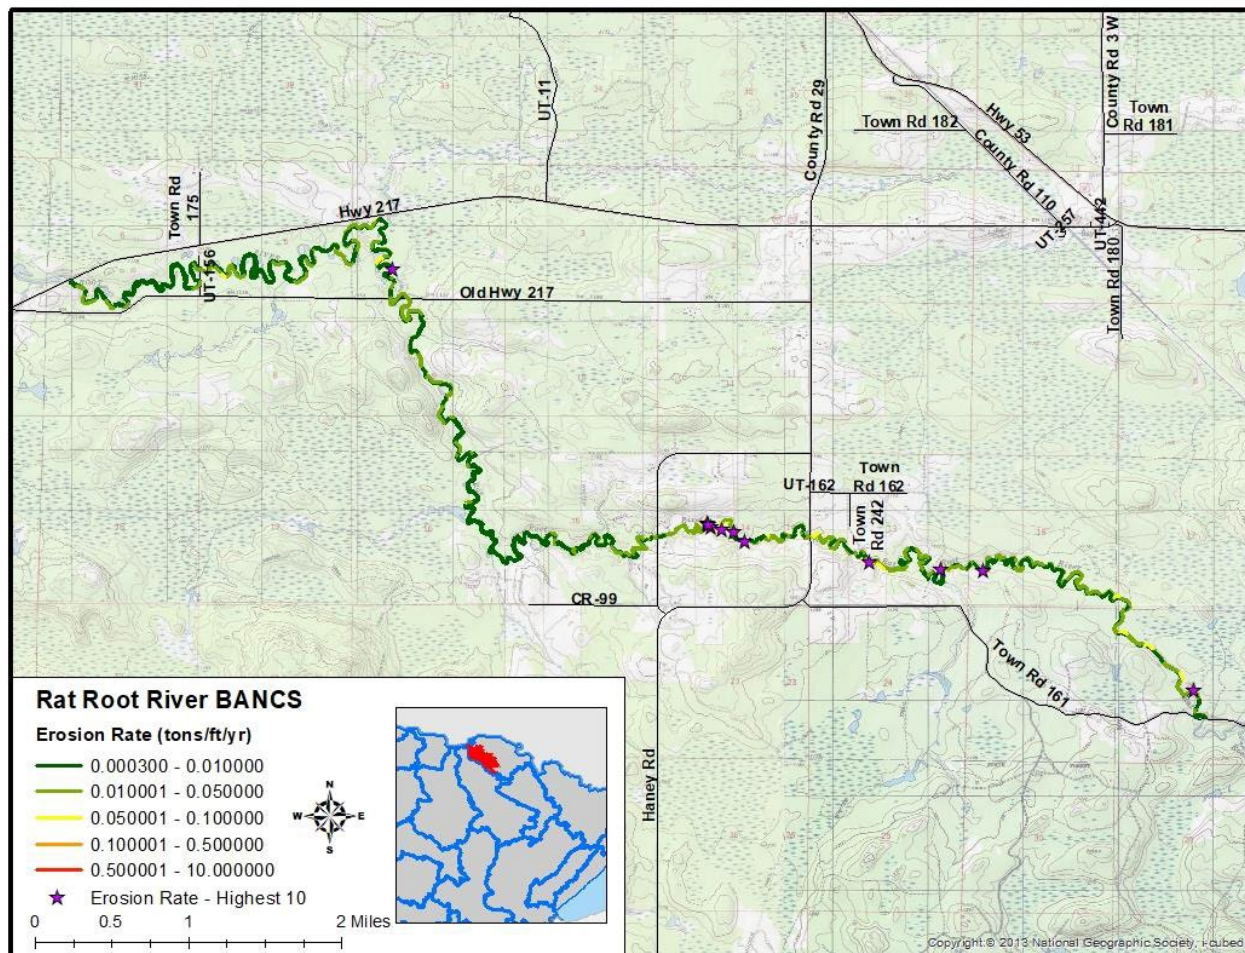 UT-11
County Rd 29
County Rd 3 W
Town
Rd 181
Town Rd 182
Hwy 53
County Rd 110
Town Rd
175
Hwy 217
UT-257
UT-442
UT-156
Town Rd 180
Old Hwy 217
UT-162
Town
Rd 162
Town
Rd 242
CR-99
Town Rd 161
Haney Rd
Rat Root River BANCS
Erosion Rate (tons/ft/yr)
0.000300 - 0.010000
0.010001 - 0.050000
0.050001 - 0.100000
0.100001 - 0.500000
0.500001 - 10.000000
Erosion Rate - Highest 10
N
W E
S
0 0.5 1 2 Miles
Copyright:© 2013 National Geographic Society, i-cubed